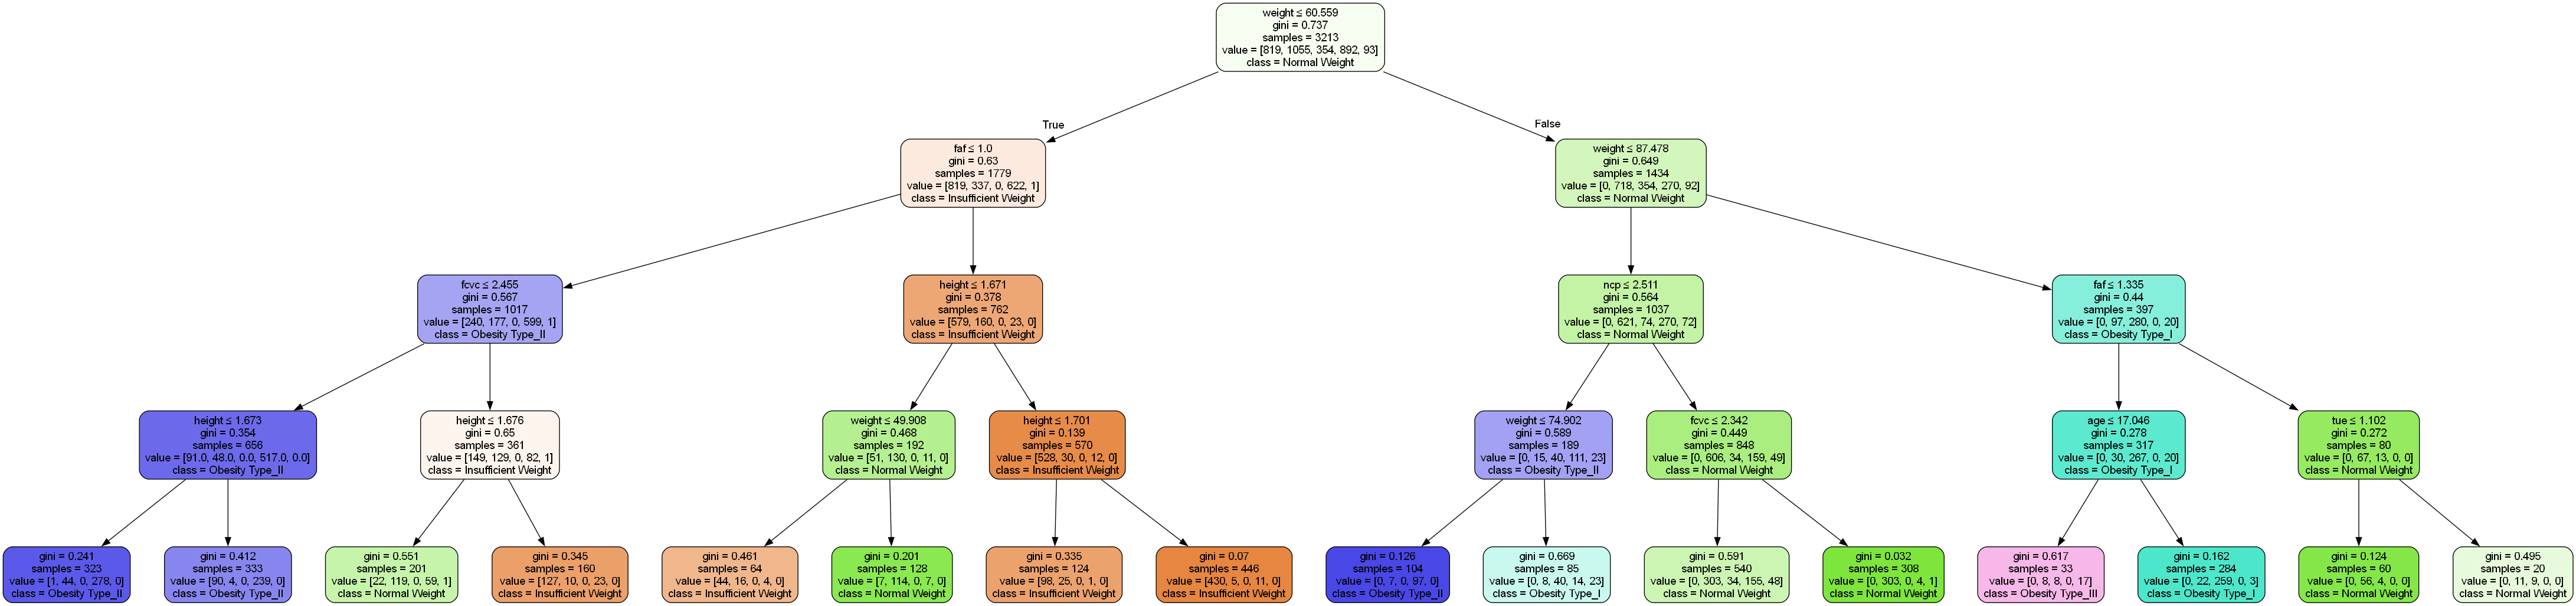 weight ≤ 60.559
gini = 0.737
samples = 3213
value = [819, 1055, 354, 892, 93]
class = Normal Weight
True
False
faf ≤ 1.0
gini = 0.63
samples = 1779
value = [819, 337, 0, 622, 1]
class = Insufficient Weight
weight ≤ 87.478
gini = 0.649
samples = 1434
value = [0, 718, 354, 270, 92]
class = Normal Weight
fcvc ≤ 2.455
gini = 0.567
samples = 1017
value = [240, 177, 0, 599, 1]
class = Obesity Type_II
height ≤ 1.671
gini = 0.378
samples = 762
value = [579, 160, 0, 23, 0]
class = Insufficient Weight
ncp ≤ 2.511
gini = 0.564
samples = 1037
value = [0, 621, 74, 270, 72]
class = Normal Weight
faf ≤ 1.335
gini = 0.44
samples = 397
value = [0, 97, 280, 0, 20]
class = Obesity Type_I
height ≤ 1.673
gini = 0.354
samples = 656
value = [91.0, 48.0, 0.0, 517.0, 0.0]
class = Obesity Type_II
height ≤ 1.676
gini = 0.65
samples = 361
value = [149, 129, 0, 82, 1]
class = Insufficient Weight
weight ≤ 49.908
gini = 0.468
samples = 192
value = [51, 130, 0, 11, 0]
class = Normal Weight
height ≤ 1.701
gini = 0.139
samples = 570
value = [528, 30, 0, 12, 0]
class = Insufficient Weight
weight ≤ 74.902
gini = 0.589
samples = 189
value = [0, 15, 40, 111, 23]
class = Obesity Type_II
fcvc ≤ 2.342
gini = 0.449
samples = 848
value = [0, 606, 34, 159, 49]
class = Normal Weight
age ≤ 17.046
gini = 0.278
samples = 317
value = [0, 30, 267, 0, 20]
class = Obesity Type_I
tue ≤ 1.102
gini = 0.272
samples = 80
value = [0, 67, 13, 0, 0]
class = Normal Weight
gini = 0.241
samples = 323
value = [1, 44, 0, 278, 0]
class = Obesity Type_II
gini = 0.412
samples = 333
value = [90, 4, 0, 239, 0]
class = Obesity Type_II
gini = 0.551
samples = 201
value = [22, 119, 0, 59, 1]
class = Normal Weight
gini = 0.345
samples = 160
value = [127, 10, 0, 23, 0]
class = Insufficient Weight
gini = 0.461
samples = 64
value = [44, 16, 0, 4, 0]
class = Insufficient Weight
gini = 0.201
samples = 128
value = [7, 114, 0, 7, 0]
class = Normal Weight
gini = 0.335
samples = 124
value = [98, 25, 0, 1, 0]
class = Insufficient Weight
gini = 0.07
samples = 446
value = [430, 5, 0, 11, 0]
class = Insufficient Weight
gini = 0.126
samples = 104
value = [0, 7, 0, 97, 0]
class = Obesity Type_II
gini = 0.669
samples = 85
value = [0, 8, 40, 14, 23]
class = Obesity Type_I
gini = 0.591
samples = 540
value = [0, 303, 34, 155, 48]
class = Normal Weight
gini = 0.032
samples = 308
value = [0, 303, 0, 4, 1]
class = Normal Weight
gini = 0.617
samples = 33
value = [0, 8, 8, 0, 17]
class = Obesity Type_III
gini = 0.162
samples = 284
value = [0, 22, 259, 0, 3]
class = Obesity Type_I
gini = 0.124
samples = 60
value = [0, 56, 4, 0, 0]
class = Normal Weight
gini = 0.495
samples = 20
value = [0, 11, 9, 0, 0]
class = Normal Weight